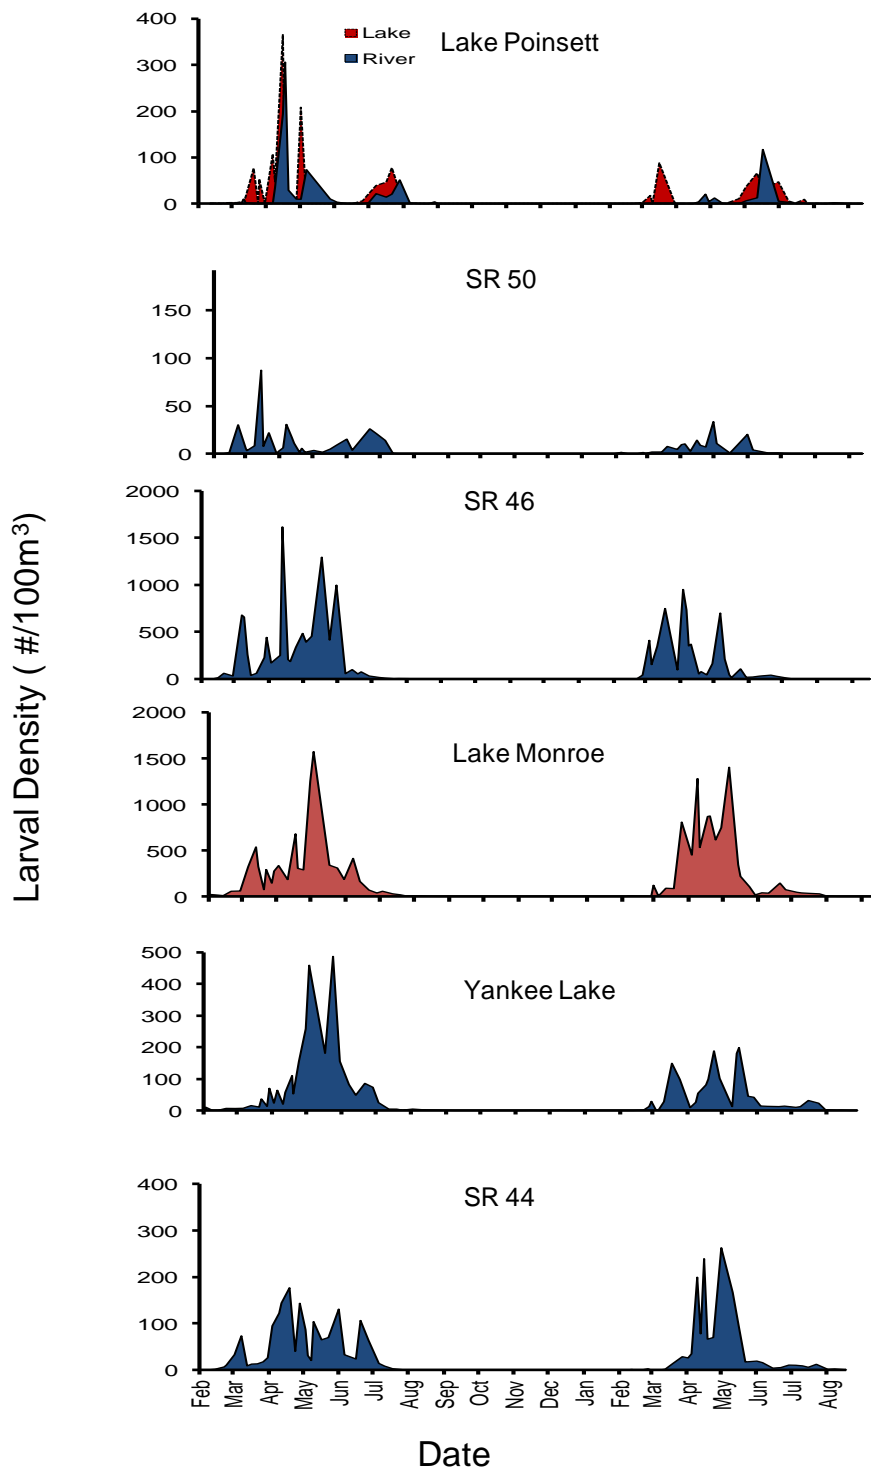 Larval Density ( #/100m³)
400
300
200
100
0
Lake
River
Lake Poinsett
150
100
50
0
SR 50
2000
1500
1000
500
0
SR 46
2000
1500
1000
500
0
Lake Monroe
500
400
300
200
100
0
Yankee Lake
400
300
200
100
0
SR 44
Feb Mar Apr May Jun Jul Aug Sep Oct Nov Dec Jan Feb Mar Apr May Jun Jul Aug
Date